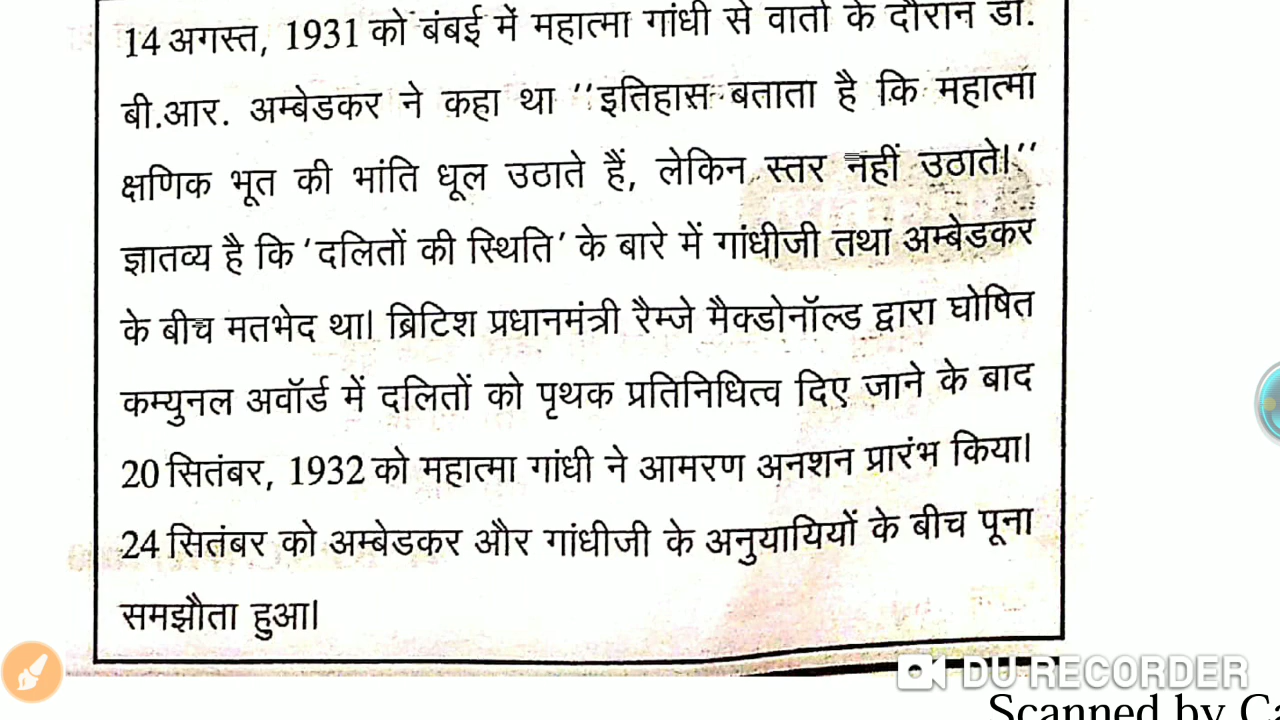 14 अगस्त, 1931 को बंबई में महात्मा गांधी से वार्ता के दौरान डॉ.
बी.आर. अम्बेडकर ने कहा था ''इतिहास बताता है कि महात्मा
क्षणिक भूत की भांति धूल उठाते हैं, लेकिन स्तर नहीं उठाते।''
ज्ञातव्य है कि 'दलितों की स्थिति' के बारे में गांधीजी तथा अम्बेडकर
के बीच मतभेद था। ब्रिटिश प्रधानमंत्री रैम्जे मैक्डोनॉल्ड द्वारा घोषित
कम्युनल अवॉर्ड में दलितों को पृथक प्रतिनिधित्व दिए जाने के बाद
20 सितंबर, 1932 को महात्मा गांधी ने आमरण अनशन प्रारंभ किया।
24 सितंबर को अम्बेडकर और गांधीजी के अनुयायियों के बीच पूना
समझौता हुआ।
DU RECORDER
Scanned by